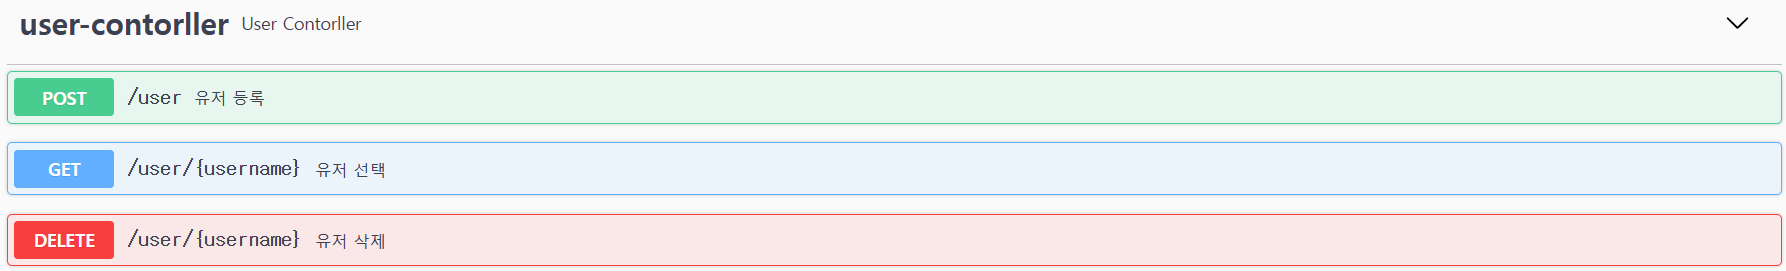 user-contorller User Contorller
POST /user 유저 등록
GET /user/{username} 유저 선택
DELETE /user/{username} 유저 삭제